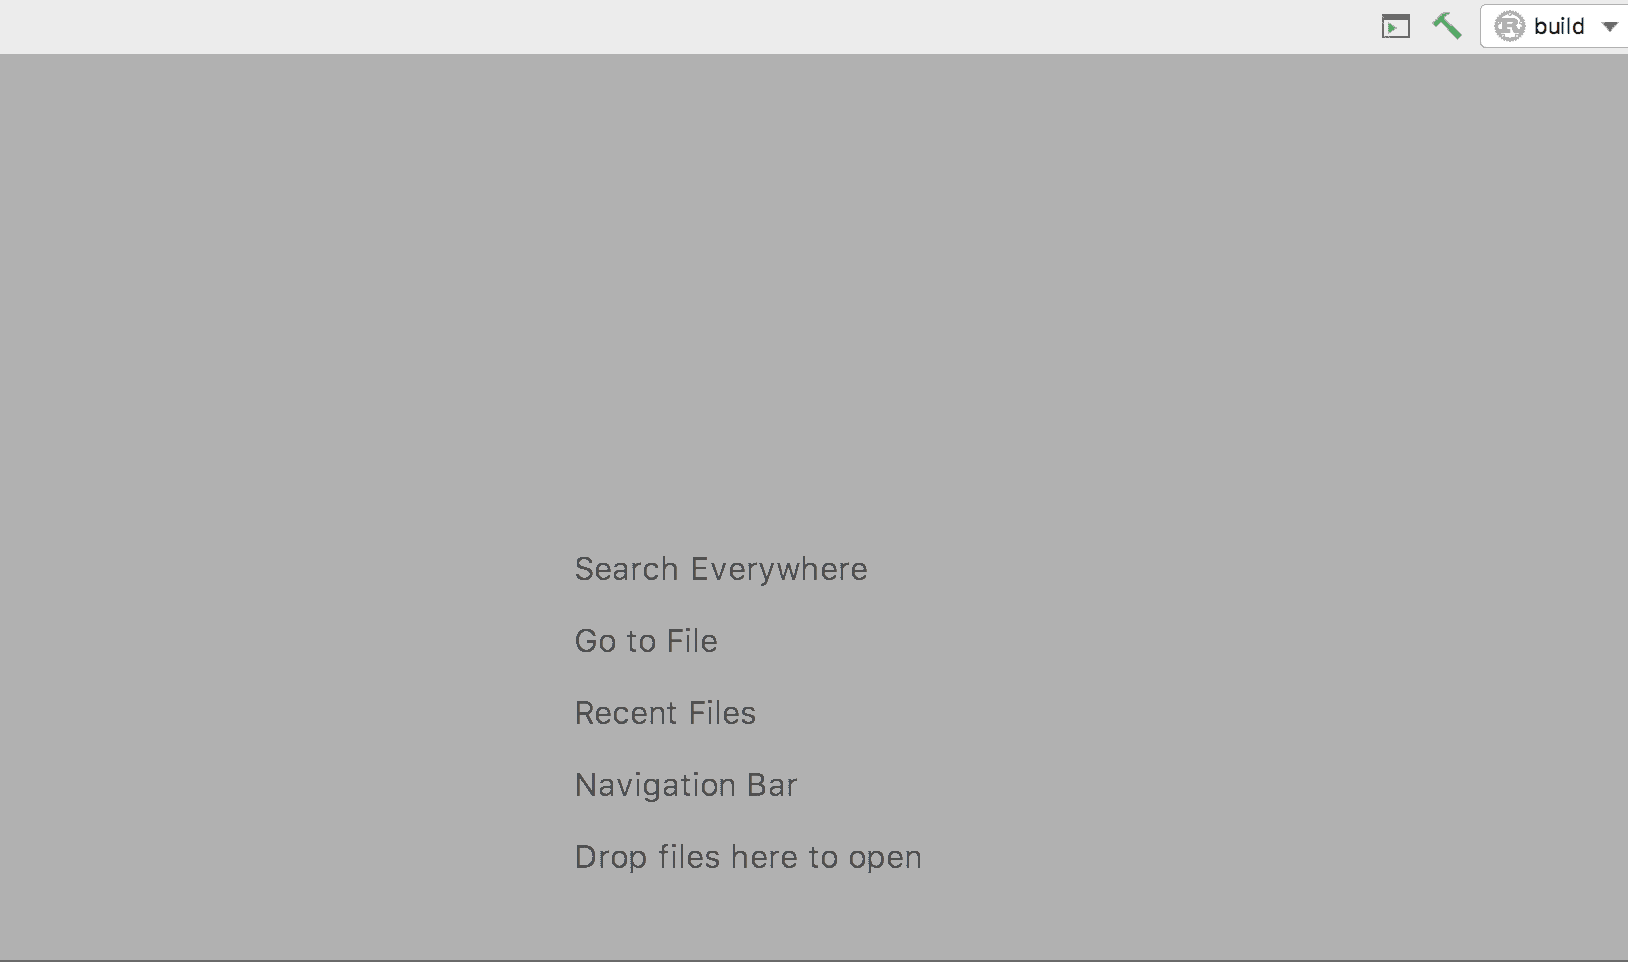 build
Search Everywhere
Go to File
Recent Files
Navigation Bar
Drop files here to open